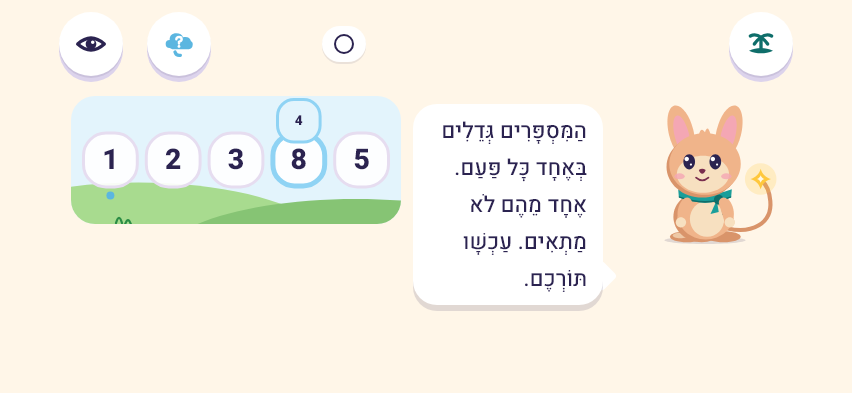 ?
4
1 2 3 8 5
הַמִּסְפָּרִים גְּדֵלִים
בְּאֶחָד כָּל פַּעַם.
אֶחָד מֵהֶם לֹא
מַתְאִים. עַכְשָׁו
תּוֹרְכֶם.